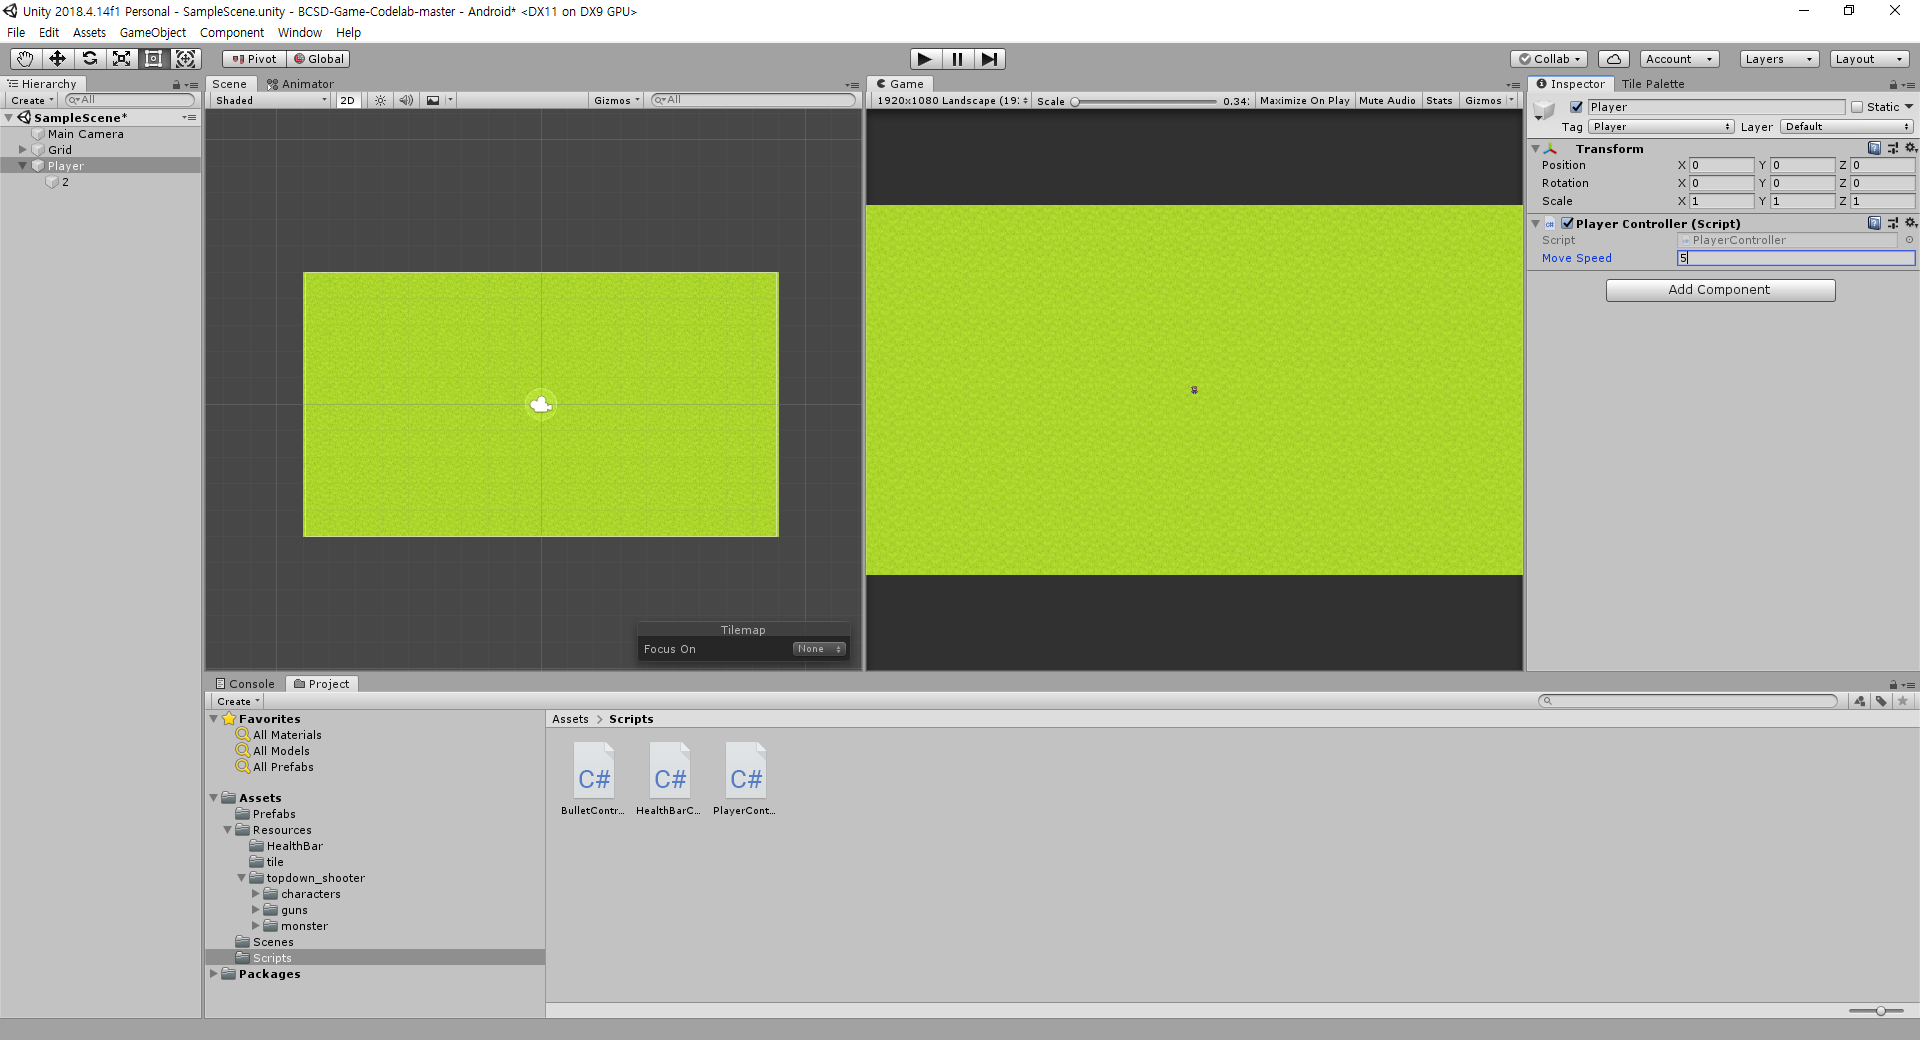 Unity 2018.4.14f1 Personal - SampleScene.unity - BCSD-Game-Codelab-master - Android* <DX11 on DX9 GPU>
File Edit Assets GameObject Component Window Help
Pivot Global Collab Account Layers Layout
Hierarchy
Create All
SampleScene*
Main Camera
Grid
Player
2
Scene Animator
Shaded 2D Gizmos All
Tilemap
Focus On None
Game
1920x1080 Landscape (19: Scale 0.34: Maximize On Play Mute Audio Stats Gizmos
Inspector Tile Palette
Player Static
Tag Player Layer Default
Transform
Position X 0 Y 0 Z 0
Rotation X 0 Y 0 Z 0
Scale X 1 Y 1 Z 1
Player Controller (Script)
Script PlayerController
Move Speed 5
Add Component
Console Project
Create
Favorites
All Materials
All Models
All Prefabs
Assets
Prefabs
Resources
HealthBar
tile
topdown_shooter
characters
guns
monster
Scenes
Scripts
Packages
Assets > Scripts
C# C# C#
BulletContr... HealthBarC... PlayerCont...